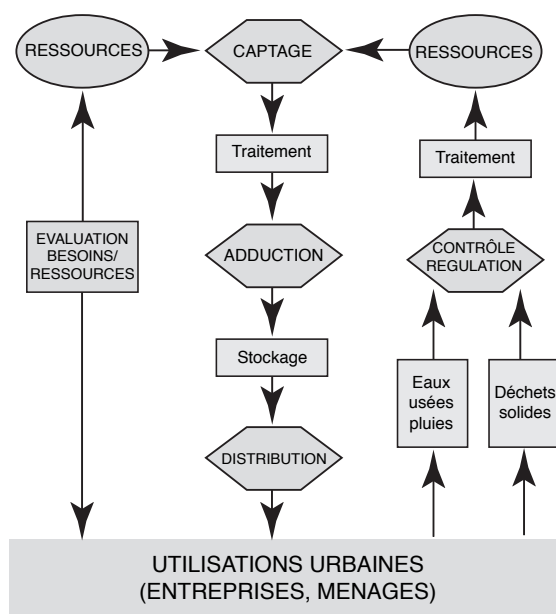 RESSOURCES
CAPTAGE
RESSOURCES
Traitement
Traitement
EVALUATION
BESOINS/
RESSOURCES
ADDUCTION
CONTRÔLE
REGULATION
Stockage
Eaux
usées
pluies
Déchets
solides
DISTRIBUTION
UTILISATIONS URBAINES
(ENTREPRISES, MENAGES)